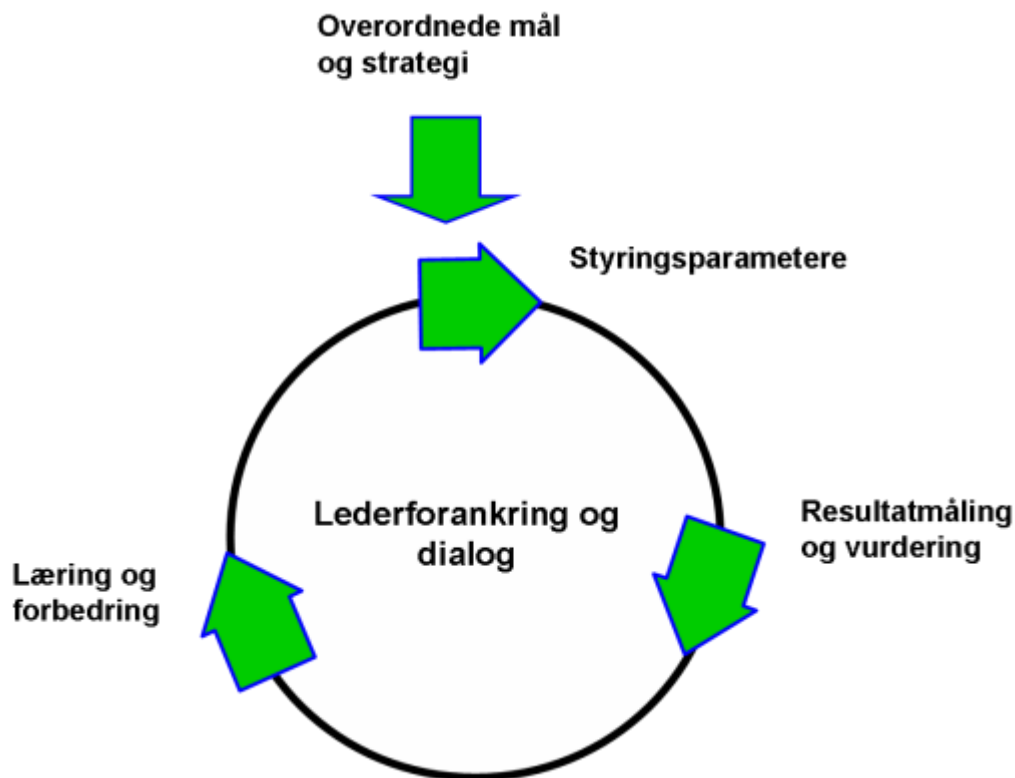 Overordnede mål
og strategi
Styringsparametere
Lederforankring og
dialog
Resultatmåling
og vurdering
Læring og
forbedring